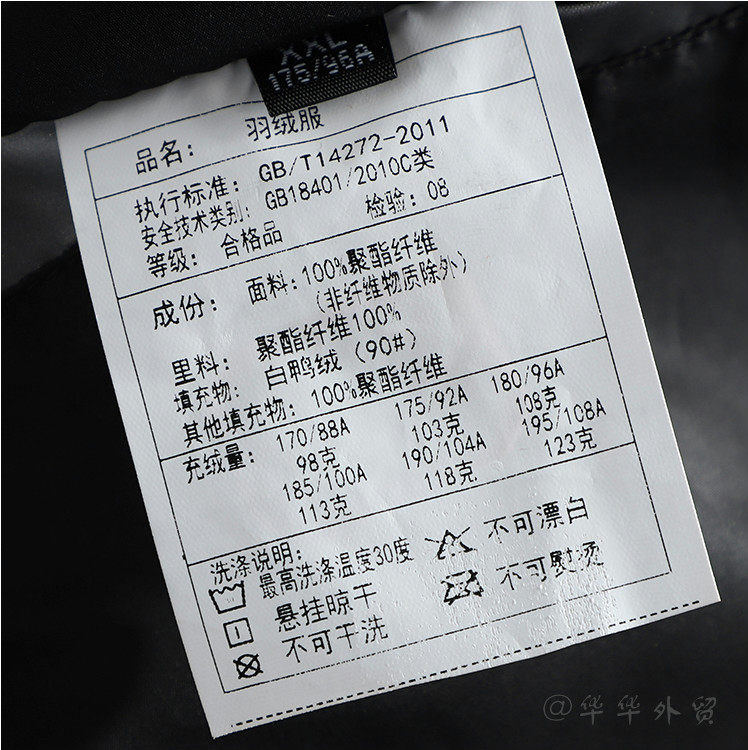 XXL
175/96A
品名: 羽绒服
执行标准: GB/T14272-2011
安全技术类别: GB18401/2010C类
等级: 合格品 检验: 08
成份: 面料: 100%聚酯纤维
(非纤维物质除外)
里料: 聚酯纤维100%
填充物: 白鸭绒 (90#)
其他填充物: 100%聚酯纤维
充绒量: 170/88A 175/92A 180/96A
98克 103克 108克
185/100A 190/104A 195/108A
113克 118克 123克
洗涤说明:
最高洗涤温度30度 不可漂白
悬挂晾干 不可熨烫
不可干洗
@华华外贸